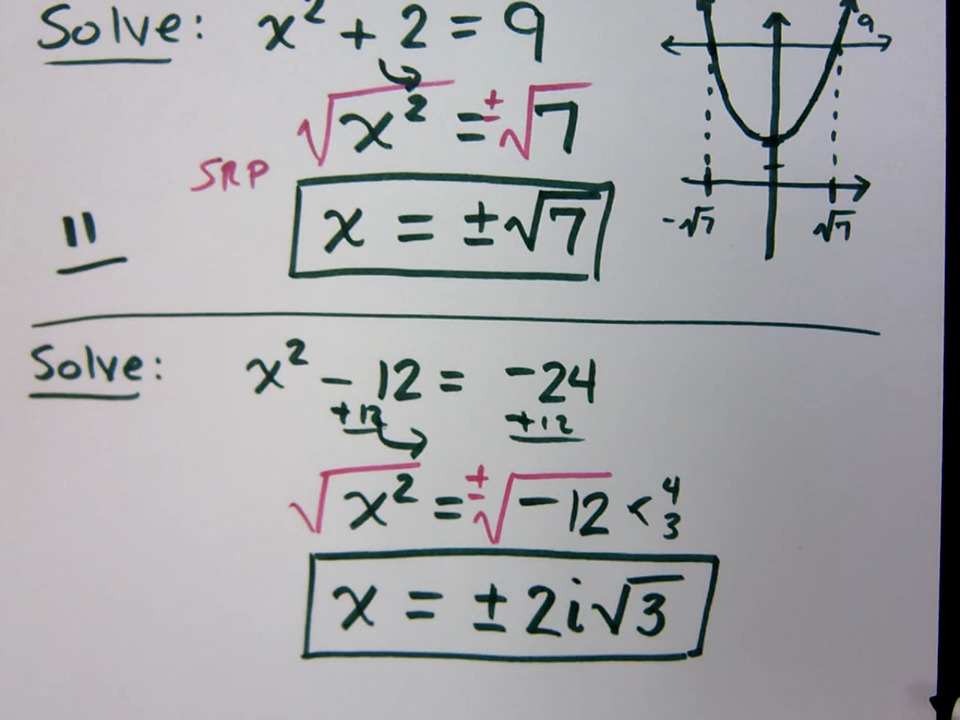 Solve: x² + 2 = 9
√x² = ±√7
SRP
x = ±√7
11
9
-√7 √7
Solve: x² - 12 = -24
+12 +12
√x² = ±√-12 < 4 3
x = ±2i√3